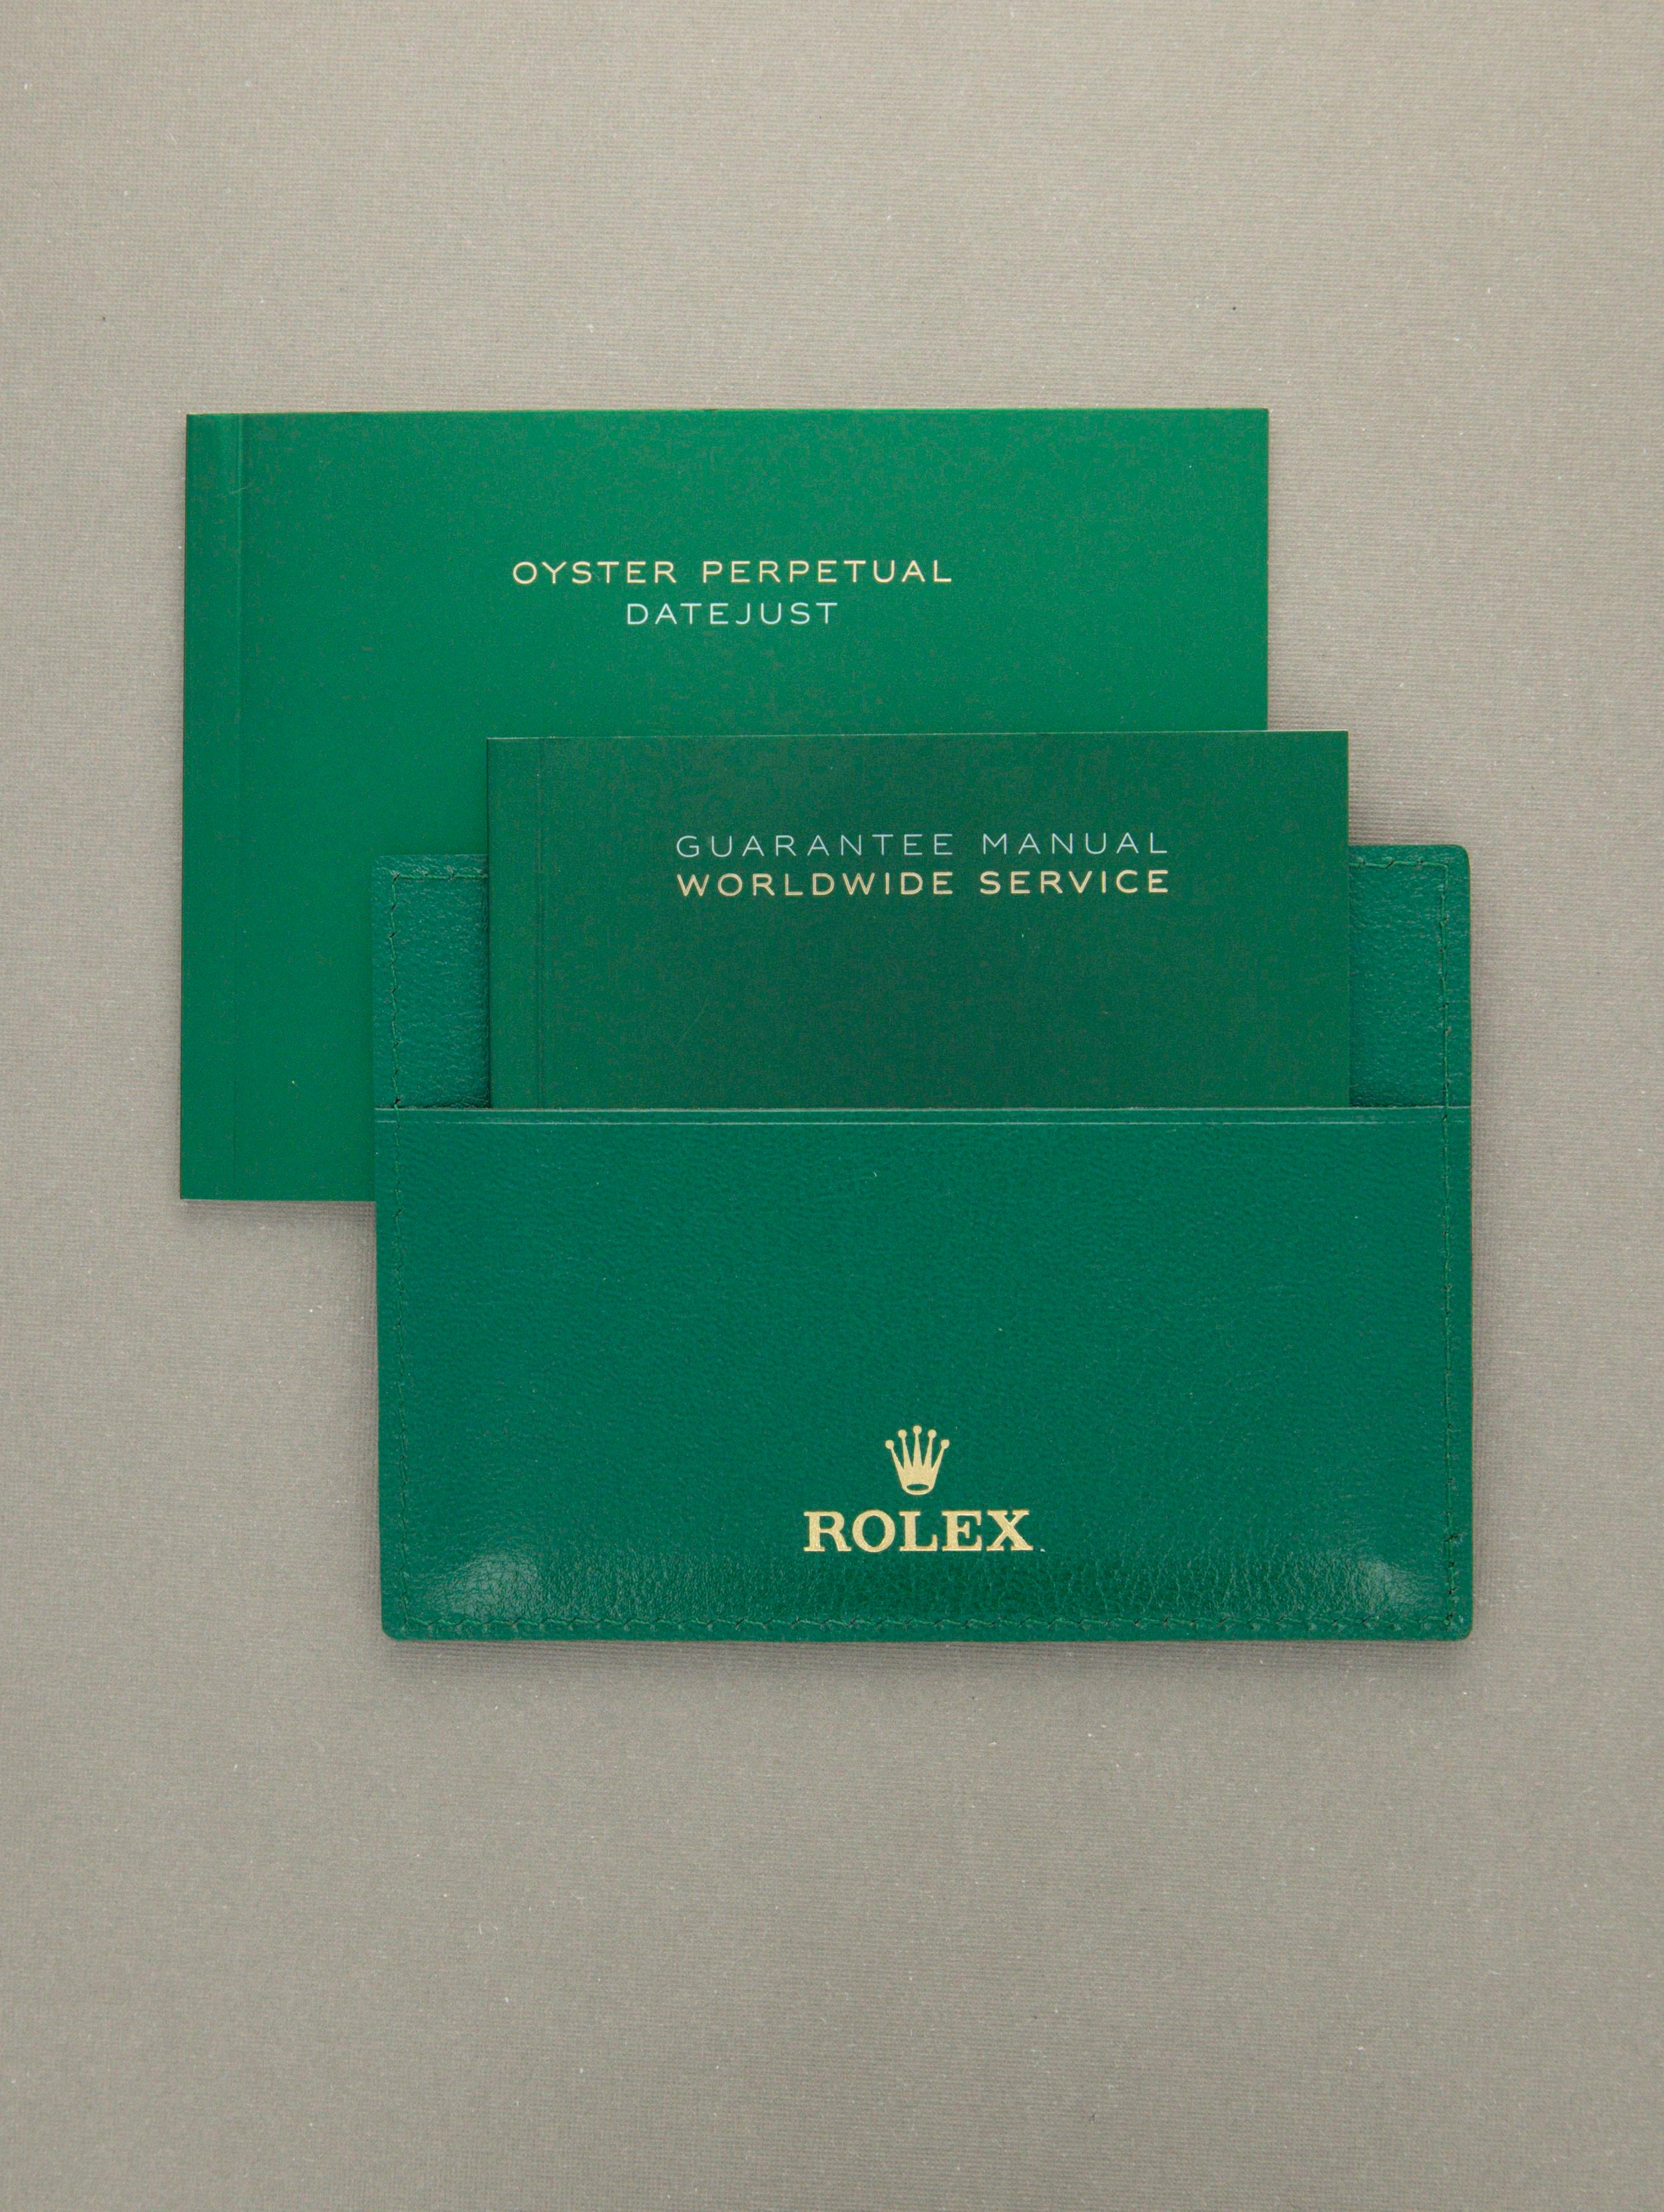 OYSTER PERPETUAL
DATEJUST
GUARANTEE MANUAL
WORLDWIDE SERVICE
ROLEX